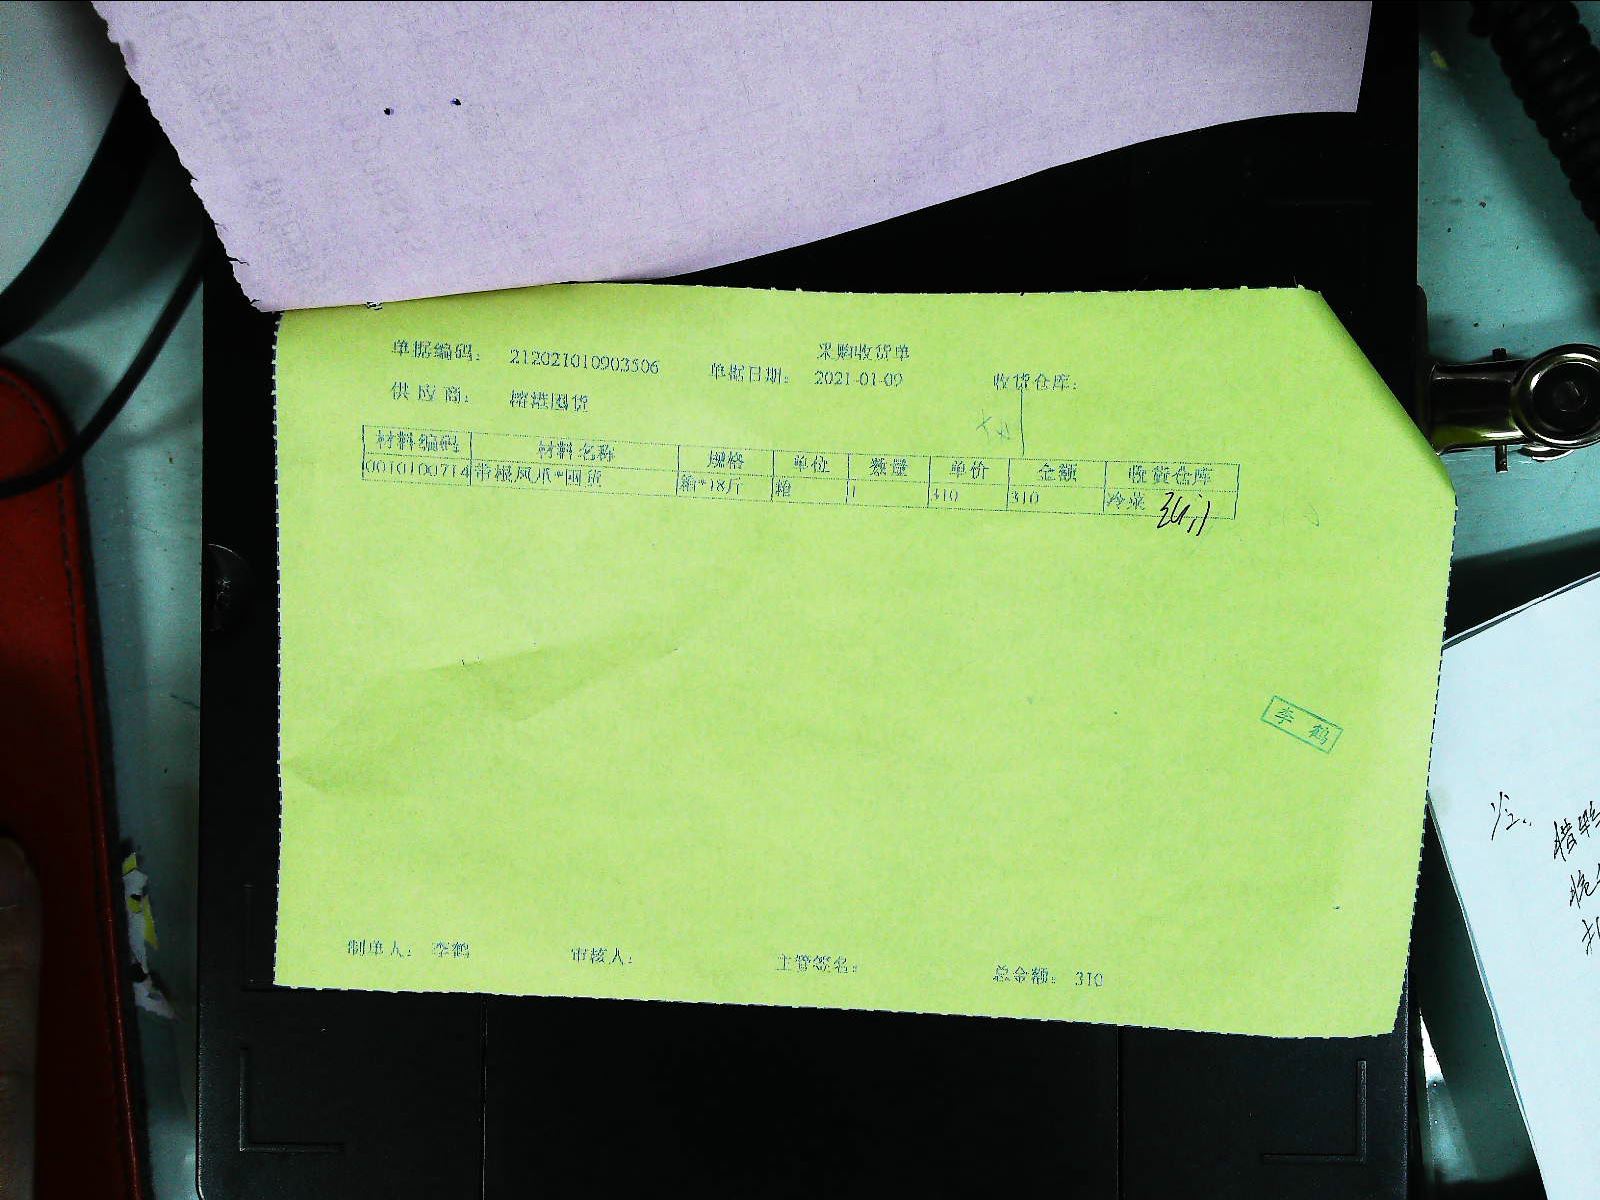 采购收货单
单据编码： 212021010903506 单据日期： 2021-01-09 收货仓库：
供应商： 榕港围货
材料编码 材料名称 规格 单位 数量 单价 金额 收货仓库
0010100714 带根凤爪*围货 箱*18斤 箱 1 310 310 冷菜
李鹤
制单人： 李鹤 审核人： 主管签名： 总金额： 310